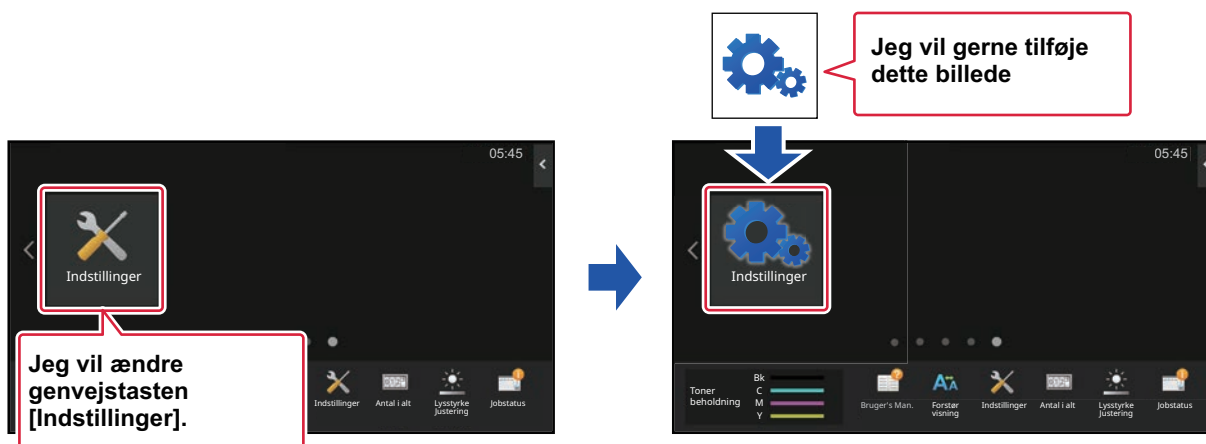 Jeg vil gerne tilføje
dette billede
05:45
Indstillinger
Jeg vil ændre
genvejstasten
[Indstillinger].
Indstillinger
Antal i alt
Lysstyrke
Justering
Jobstatus
05:45
Indstillinger
Toner
beholdning
Bk
C
M
Y
Bruger's Man.
Forstør
visning
Indstillinger
Antal i alt
Lysstyrke
Justering
Jobstatus